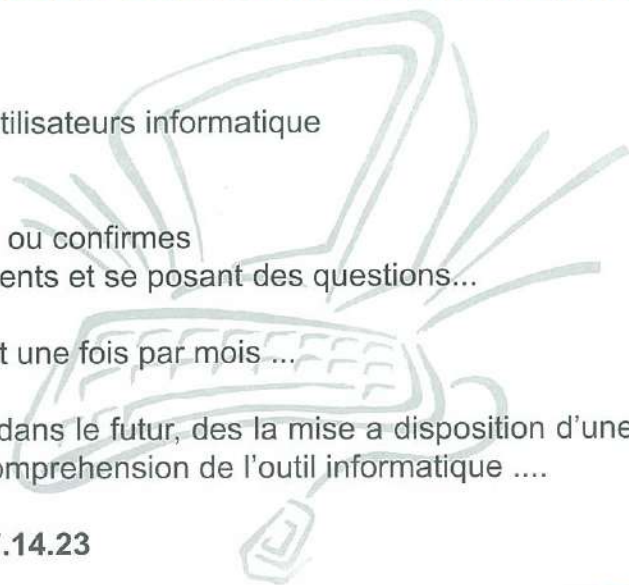 tilisateurs informatique
ou confirmes
ents et se posant des questions...
t une fois par mois ...
dans le futur, des la mise a disposition d'une
omprehension de l'outil informatique ....
.14.23